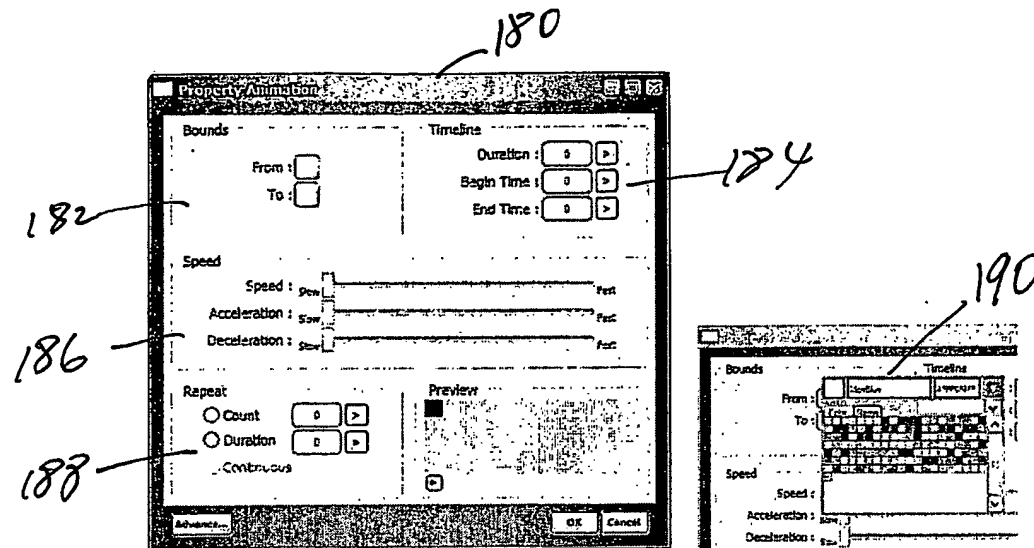 180
Property Animation
Bounds
From :
To :
182
Timeline
Duration : 0 >
Begin Time : 0 >
End Time : 0 >
184
Speed
Speed : Slow Fast
Acceleration : Slow Fast
Deceleration : Slow Fast
186
Repeat
Count 0 >
Duration 0 >
Continuous
188
Preview
Advance...
OK Cancel
190
Bounds
Timeline
From :
To :
Speed
Speed :
Acceleration : Slow
Deceleration : Slow